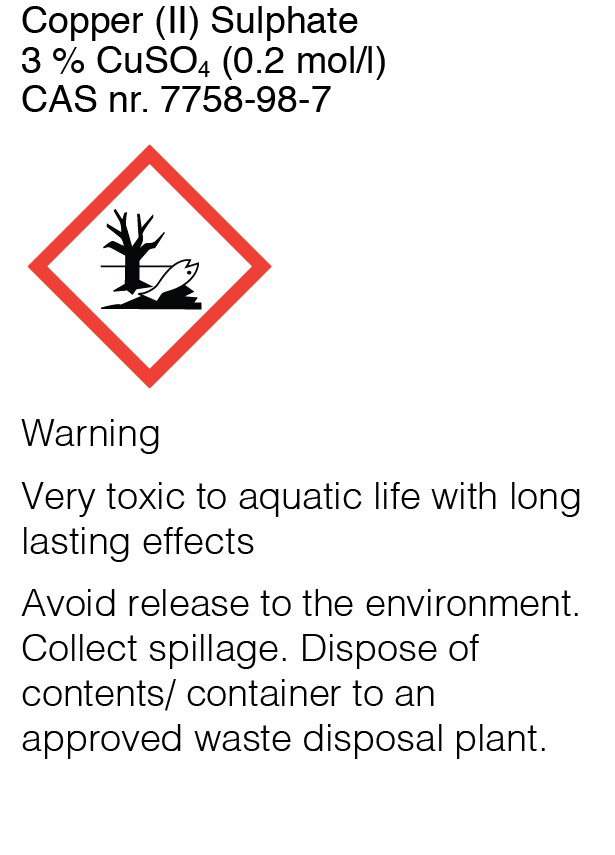 Copper (II) Sulphate
3 % CuSO₄ (0.2 mol/l)
CAS nr. 7758-98-7
Warning
Very toxic to aquatic life with long
lasting effects
Avoid release to the environment.
Collect spillage. Dispose of
contents/ container to an
approved waste disposal plant.